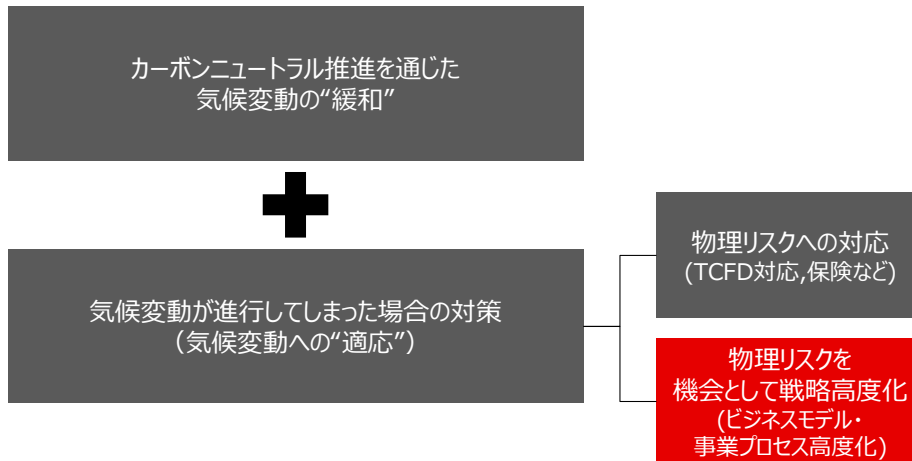 カーボンニュートラル推進を通じた
気候変動の“緩和”
気候変動が進行してしまった場合の対策
（気候変動への“適応”）
物理リスクへの対応
(TCFD対応,保険など)
物理リスクを
機会として戦略高度化
(ビジネスモデル・
事業プロセス高度化)